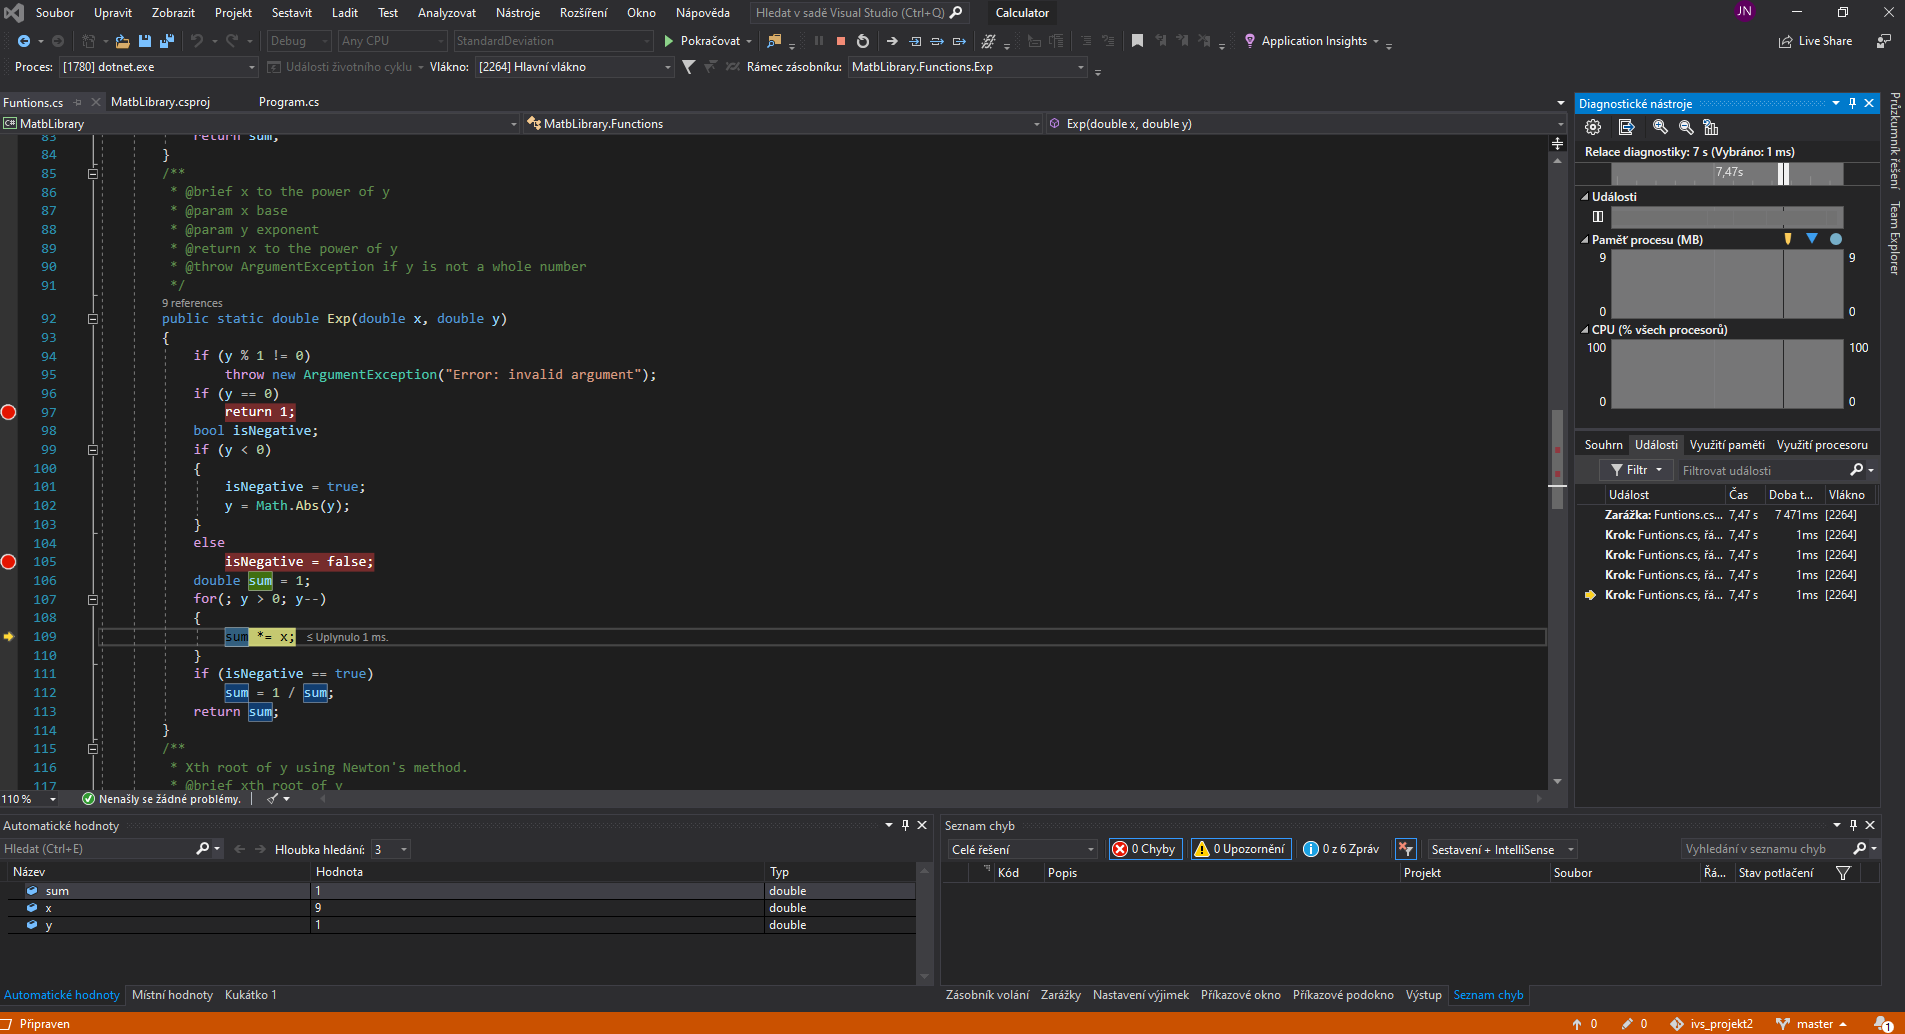 Soubor Upravit Zobrazit Projekt Sestavit Ladit Test Analyzovat Nástroje Rozšíření Okno Nápověda Hledat v sadě Visual Studio (Ctrl+Q) Calculator JN
Debug Any CPU StandardDeviation Pokračovat Application Insights Live Share
Proces: [1780] dotnet.exe Události životního cyklu Vlákno: [2264] Hlavní vlákno Rámec zásobníku: MatbLibrary.Functions.Exp
Funtions.cs MatbLibrary.csproj Program.cs
MatbLibrary MatbLibrary.Functions Exp(double x, double y)
83 return sum;
84 }
85 /**
86 * @brief x to the power of y
87 * @param x base
88 * @param y exponent
89 * @return x to the power of y
90 * @throw ArgumentException if y is not a whole number
91 */
9 references
92 public static double Exp(double x, double y)
93 {
94 if (y % 1 != 0)
95 throw new ArgumentException("Error: invalid argument");
96 if (y == 0)
97 return 1;
98 bool isNegative;
99 if (y < 0)
100 {
101 isNegative = true;
102 y = Math.Abs(y);
103 }
104 else
105 isNegative = false;
106 double sum = 1;
107 for(; y > 0; y--)
108 {
109 sum *= x; ≤ Uplynulo 1 ms.
110 }
111 if (isNegative == true)
112 sum = 1 / sum;
113 return sum;
114 }
115 /**
116 * Xth root of y using Newton's method.
117 * @brief xth root of y
110 % Nenašly se žádné problémy.
Diagnostické nástroje
Relace diagnostiky: 7 s (Vybráno: 1 ms)
7,47s
Události
Paměť procesu (MB)
9 9
0 0
CPU (% všech procesorů)
100 100
0 0
Souhrn Události Využití paměti Využití procesoru
Filtr Filtrovat události
Událost Čas Doba t... Vlákno
Zarážka: Funtions.cs... 7,47 s 7 471ms [2264]
Krok: Funtions.cs, řá... 7,47 s 1ms [2264]
Krok: Funtions.cs, řá... 7,47 s 1ms [2264]
Krok: Funtions.cs, řá... 7,47 s 1ms [2264]
Krok: Funtions.cs, řá... 7,47 s 1ms [2264]
Průzkumník řešení
Team Explorer
Automatické hodnoty
Hledat (Ctrl+E) Hloubka hledání: 3
Název Hodnota Typ
sum 1 double
x 9 double
y 1 double
Automatické hodnoty Místní hodnoty Kukátko 1
Seznam chyb
Celé řešení 0 Chyby 0 Upozornění 0 z 6 Zpráv Sestavení + IntelliSense Vyhledání v seznamu chyb
Kód Popis Projekt Soubor Řá... Stav potlačení
Zásobník volání Zarážky Nastavení výjimek Příkazové okno Příkazové podokno Výstup Seznam chyb
Připraven 0 0 ivs_projekt2 master 1